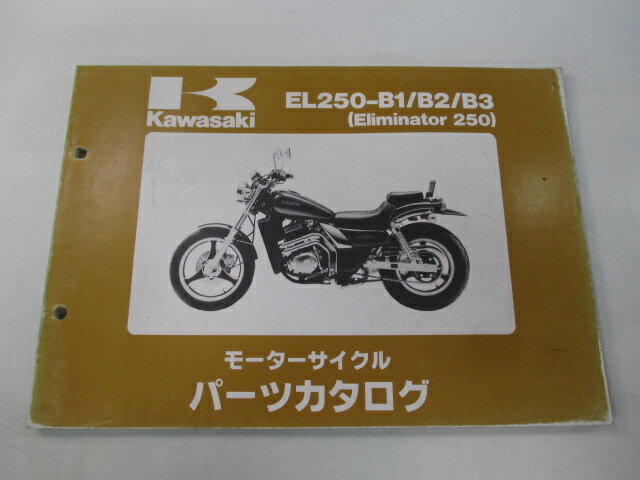 Kawasaki
EL250-B1/B2/B3
(Eliminator 250)
モーターサイクル
パーツカタログ